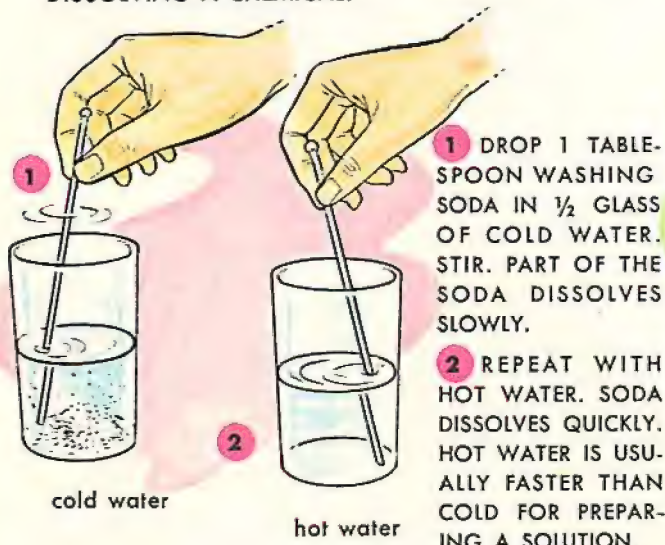 DISSOLVING A CHEMICAL.
1
2
cold water
hot water
1 DROP 1 TABLE-
SPOON WASHING
SODA IN ½ GLASS
OF COLD WATER.
STIR. PART OF THE
SODA DISSOLVES
SLOWLY.
2 REPEAT WITH
HOT WATER. SODA
DISSOLVES QUICKLY.
HOT WATER IS USU-
ALLY FASTER THAN
COLD FOR PREPAR-
ING A SOLUTION